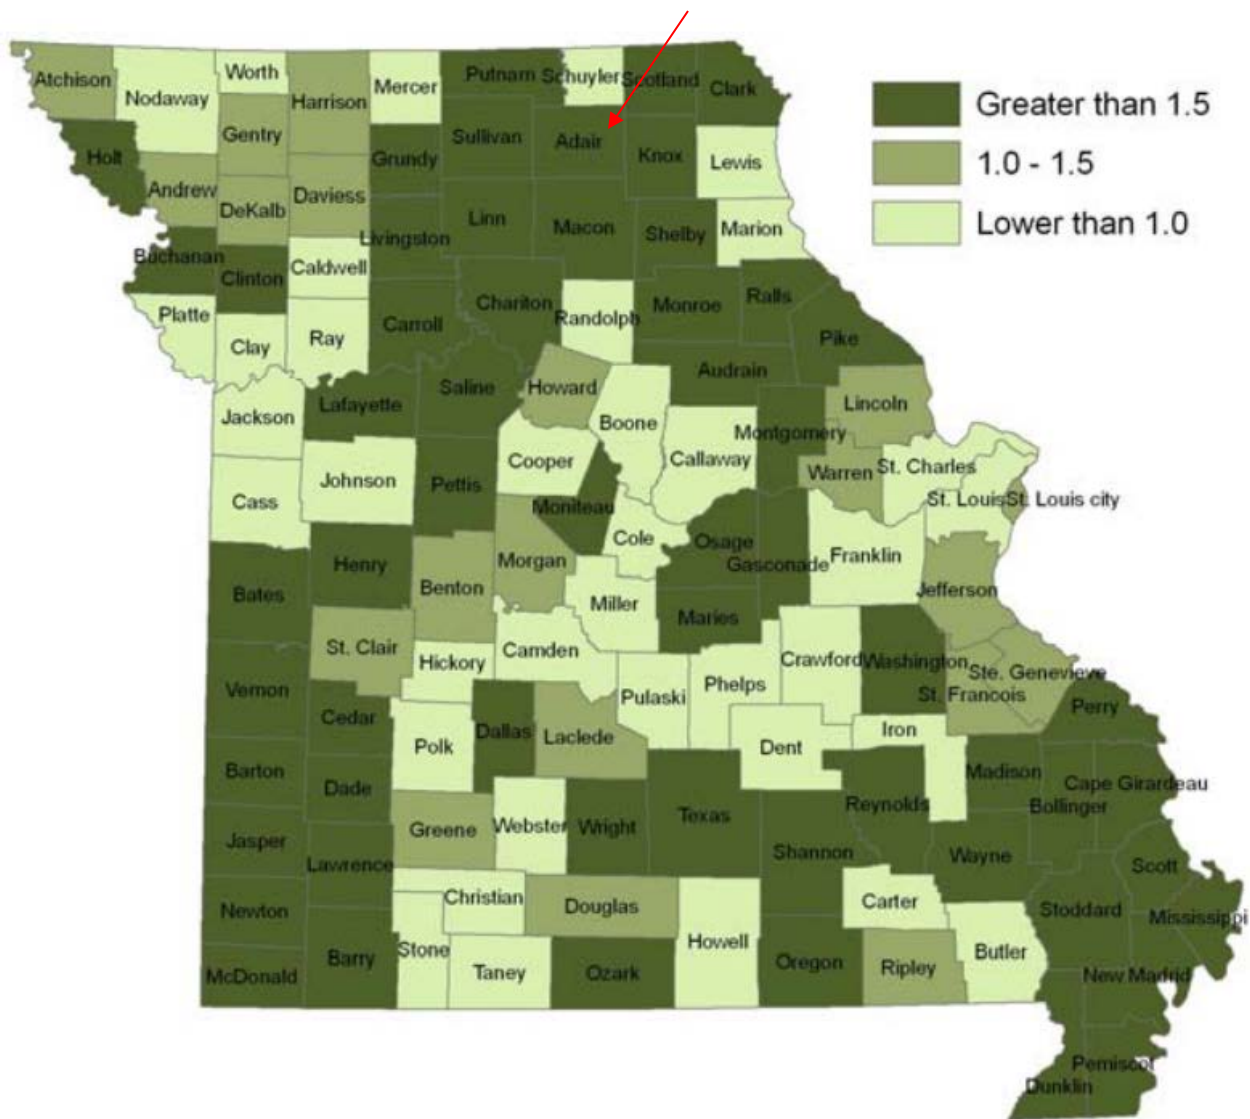 Greater than 1.5
1.0 - 1.5
Lower than 1.0
Atchison
Nodaway
Worth
Harrison
Mercer
Putnam
Schuyler
Scotland
Clark
Gentry
Sullivan
Adair
Knox
Lewis
Holt
Andrew
DeKalb
Daviess
Grundy
Linn
Macon
Shelby
Marion
Livingston
Buchanan
Clinton
Caldwell
Chariton
Randolph
Monroe
Ralls
Platte
Clay
Ray
Carroll
Pike
Audrain
Saline
Howard
Lafayette
Jackson
Boone
Lincoln
Montgomery
Callaway
Cooper
Johnson
Pettis
Warren
St. Charles
Cass
Moniteau
St. Louis
St. Louis city
Cole
Osage
Henry
Morgan
Gasconade
Franklin
Bates
Benton
Jefferson
Miller
Maries
St. Clair
Hickory
Camden
Crawford
Washington
Ste. Genevieve
Vernon
Pulaski
Phelps
St. Francois
Perry
Cedar
Dallas
Laclede
Polk
Dent
Iron
Barton
Dade
Madison
Cape Girardeau
Bollinger
Jasper
Greene
Webster
Wright
Texas
Reynolds
Lawrence
Shannon
Wayne
Scott
Newton
Christian
Douglas
Carter
Stoddard
Mississippi
Howell
Barry
Stone
Taney
Ozark
Oregon
Ripley
Butler
McDonald
New Madrid
Pemiscot
Dunklin